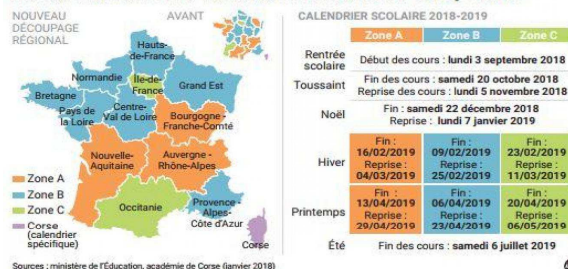 NOUVEAU
DÉCOUPAGE
RÉGIONAL
AVANT
Hauts-
de-France
Normandie
Île-de-
France
Grand Est
Bretagne
Pays de
la Loire
Centre-
Val de Loire
Bourgogne -
Franche-Comté
Nouvelle-
Aquitaine
Auvergne -
Rhône-Alpes
Occitanie
Provence -
Alpes-
Côte d'Azur
Corse
Zone A
Zone B
Zone C
Corse
(calendrier
spécifique)
CALENDRIER SCOLAIRE 2018-2019
Zone A Zone B Zone C
Rentrée
scolaire
Début des cours : lundi 3 septembre 2018
Toussaint
Fin des cours : samedi 20 octobre 2018
Reprise des cours : lundi 5 novembre 2018
Noël
Fin : samedi 22 décembre 2018
Reprise : lundi 7 janvier 2019
Hiver
Fin :
16/02/2019
Reprise :
04/03/2019
Fin :
09/02/2019
Reprise :
25/02/2019
Fin :
23/02/2019
Reprise :
11/03/2019
Printemps
Fin :
13/04/2019
Reprise :
29/04/2019
Fin :
06/04/2019
Reprise :
23/04/2019
Fin :
20/04/2019
Reprise :
06/05/2019
Été
Fin des cours : samedi 6 juillet 2019
Sources : ministère de l'Éducation, académie de Corse (janvier 2018)